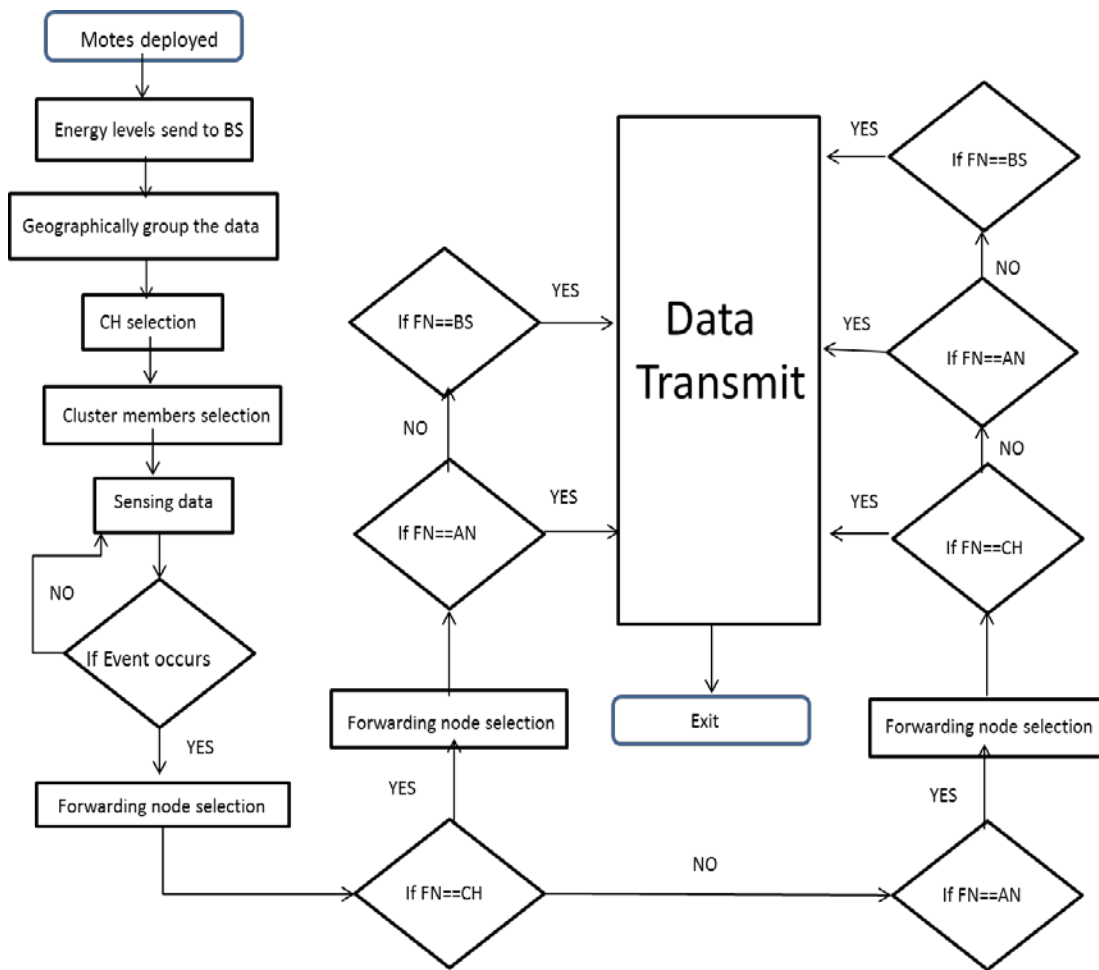 Motes deployed
Energy levels send to BS
Geographically group the data
CH selection
Cluster members selection
Sensing data
NO
If Event occurs
YES
Forwarding node selection
If FN==CH
YES
NO
Forwarding node selection
If FN==AN
YES
NO
If FN==BS
YES
Data
Transmit
Exit
If FN==AN
YES
Forwarding node selection
If FN==CH
YES
NO
If FN==AN
YES
NO
If FN==BS
YES